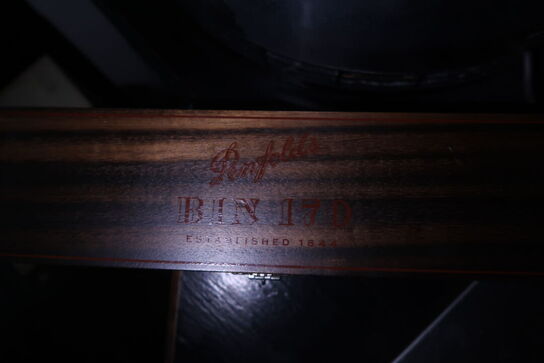 Penfolds
BIN 170
ESTABLISHED 1844